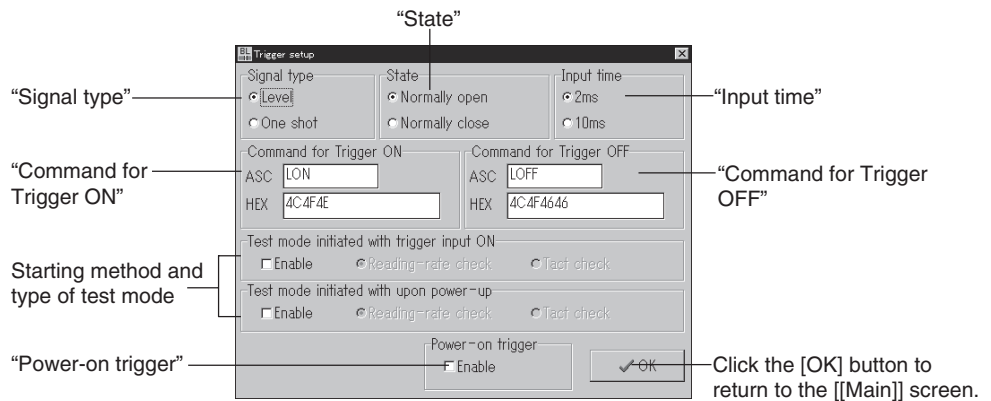 “State”
BL
Trigger setup
Signal type
State
Input time
“Signal type”
Level
Normally open
2ms
“Input time”
One shot
Normally close
10ms
Command for Trigger ON
Command for Trigger OFF
“Command for
Trigger ON”
ASC
LON
ASC
LOFF
“Command for Trigger
OFF”
HEX
4C4F4E
HEX
4C4F4646
Test mode initiated with trigger input ON
Enable
Reading-rate check
Tact check
Starting method and
type of test mode
Test mode initiated with upon power-up
Enable
Reading-rate check
Tact check
“Power-on trigger”
Power-on trigger
Enable
OK
Click the [OK] button to
return to the [[Main]] screen.